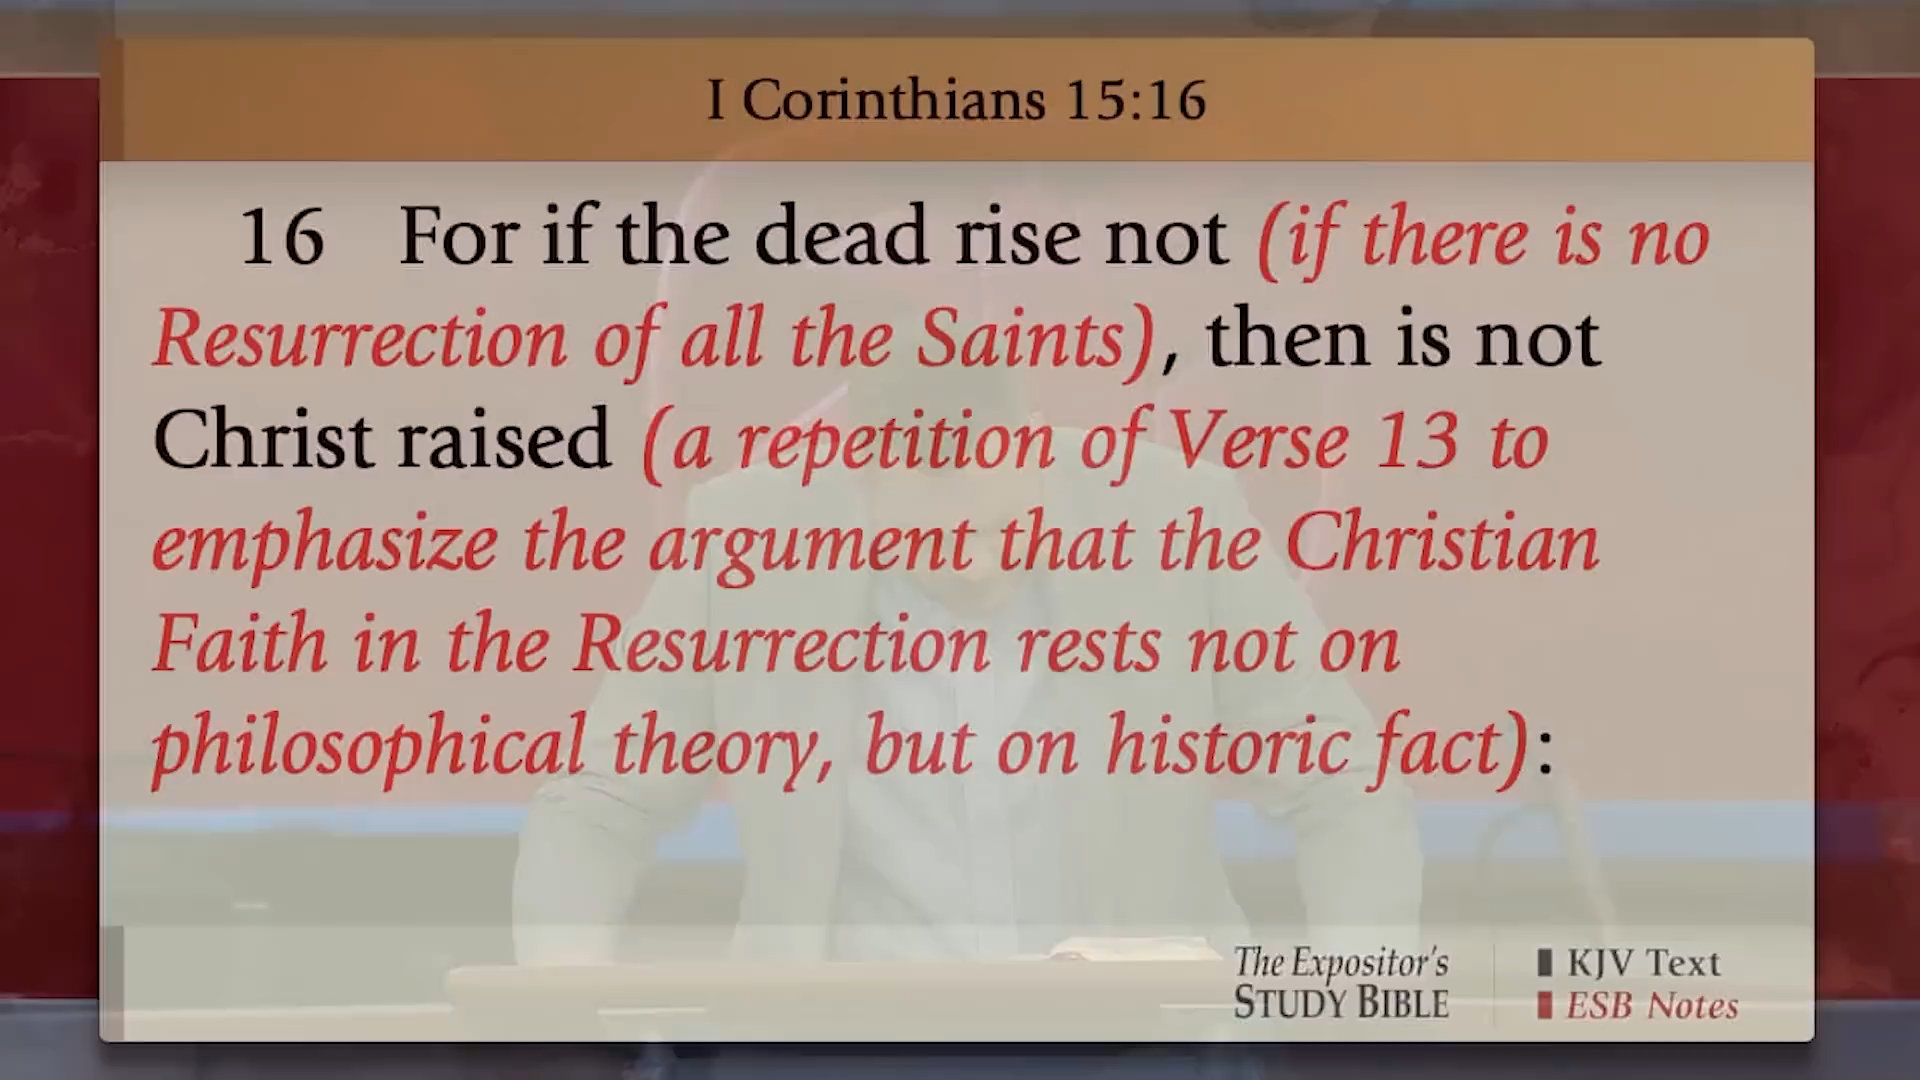 I Corinthians 15:16
16 For if the dead rise not (if there is no
Resurrection of all the Saints), then is not
Christ raised (a repetition of Verse 13 to
emphasize the argument that the Christian
Faith in the Resurrection rests not on
philosophical theory, but on historic fact):
The Expositor's
STUDY BIBLE
KJV Text
ESB Notes